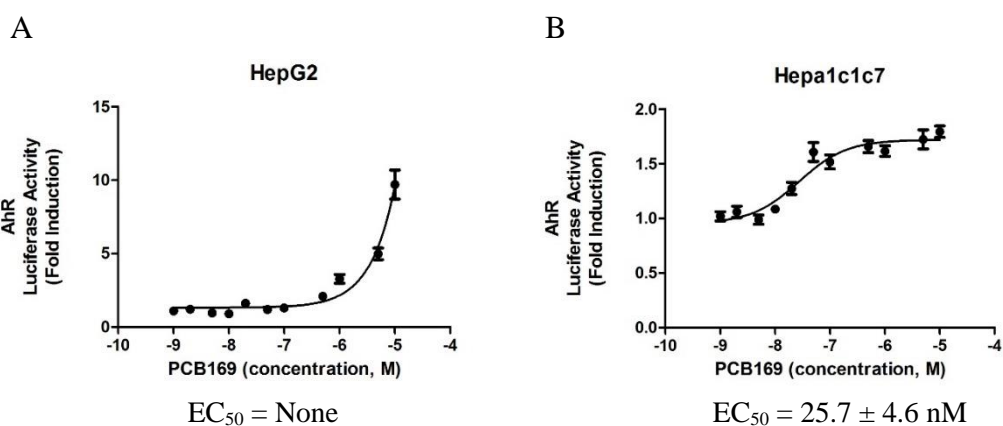 A
B
HepG2
Hepa1c1c7
AhR
Luciferase Activity
(Fold Induction)
15
10
5
0
-10
-9
-8
-7
-6
-5
-4
PCB169 (concentration, M)
EC50 = None
AhR
Luciferase Activity
(Fold Induction)
2.0
1.5
1.0
0.5
0.0
-10
-9
-8
-7
-6
-5
-4
PCB169 (concentration, M)
EC50 = 25.7 ± 4.6 nM